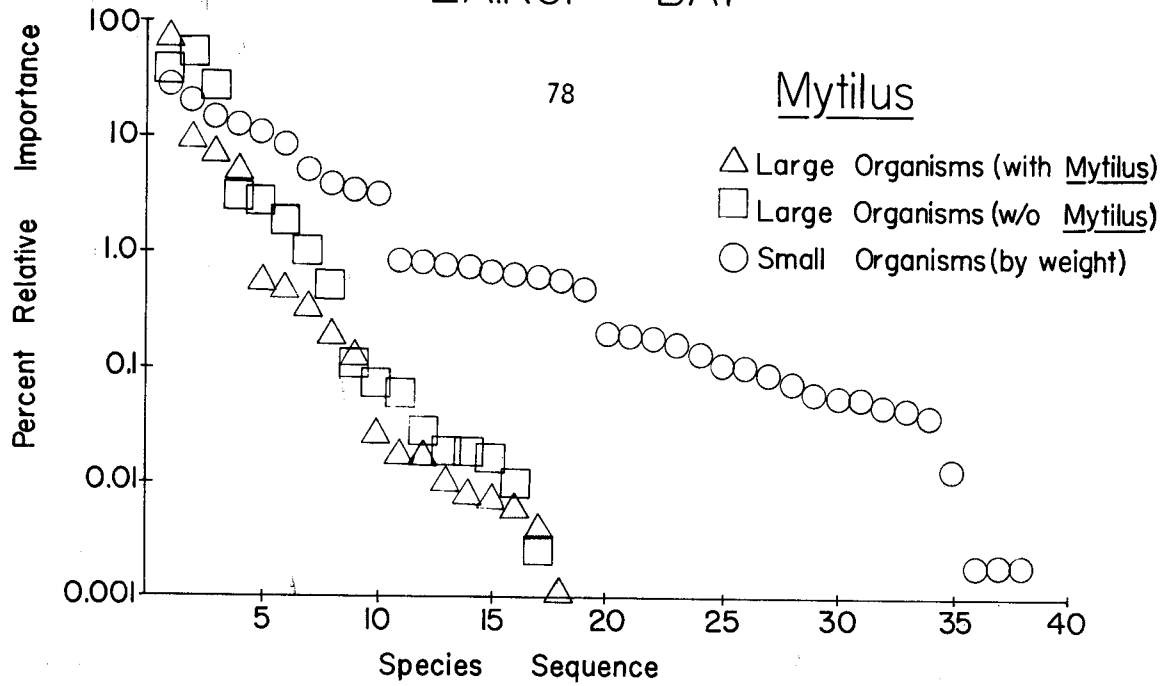 BAY
78
Mytilus
Large Organisms (with Mytilus)
Large Organisms (w/o Mytilus)
Small Organisms (by weight)
Percent Relative Importance
100
10
1.0
0.1
0.01
0.001
5 10 15 20 25 30 35 40
Species Sequence